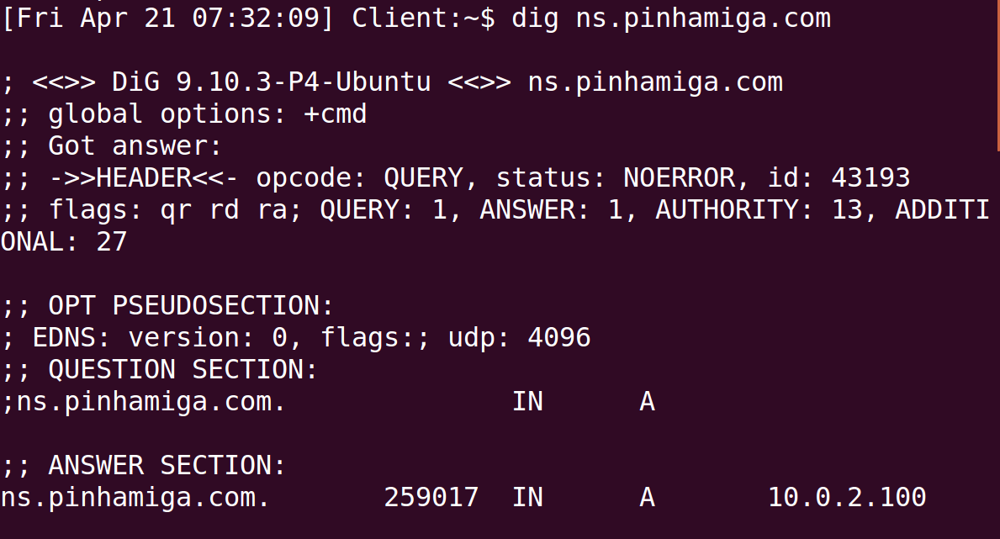 [Fri Apr 21 07:32:09] Client:~$ dig ns.pinhamiga.com
; <<>> DiG 9.10.3-P4-Ubuntu <<>> ns.pinhamiga.com
;; global options: +cmd
;; Got answer:
;; ->>HEADER<<- opcode: QUERY, status: NOERROR, id: 43193
;; flags: qr rd ra; QUERY: 1, ANSWER: 1, AUTHORITY: 13, ADDITI
ONAL: 27
;; OPT PSEUDOSECTION:
; EDNS: version: 0, flags:; udp: 4096
;; QUESTION SECTION:
;ns.pinhamiga.com. IN A
;; ANSWER SECTION:
ns.pinhamiga.com. 259017 IN A 10.0.2.100